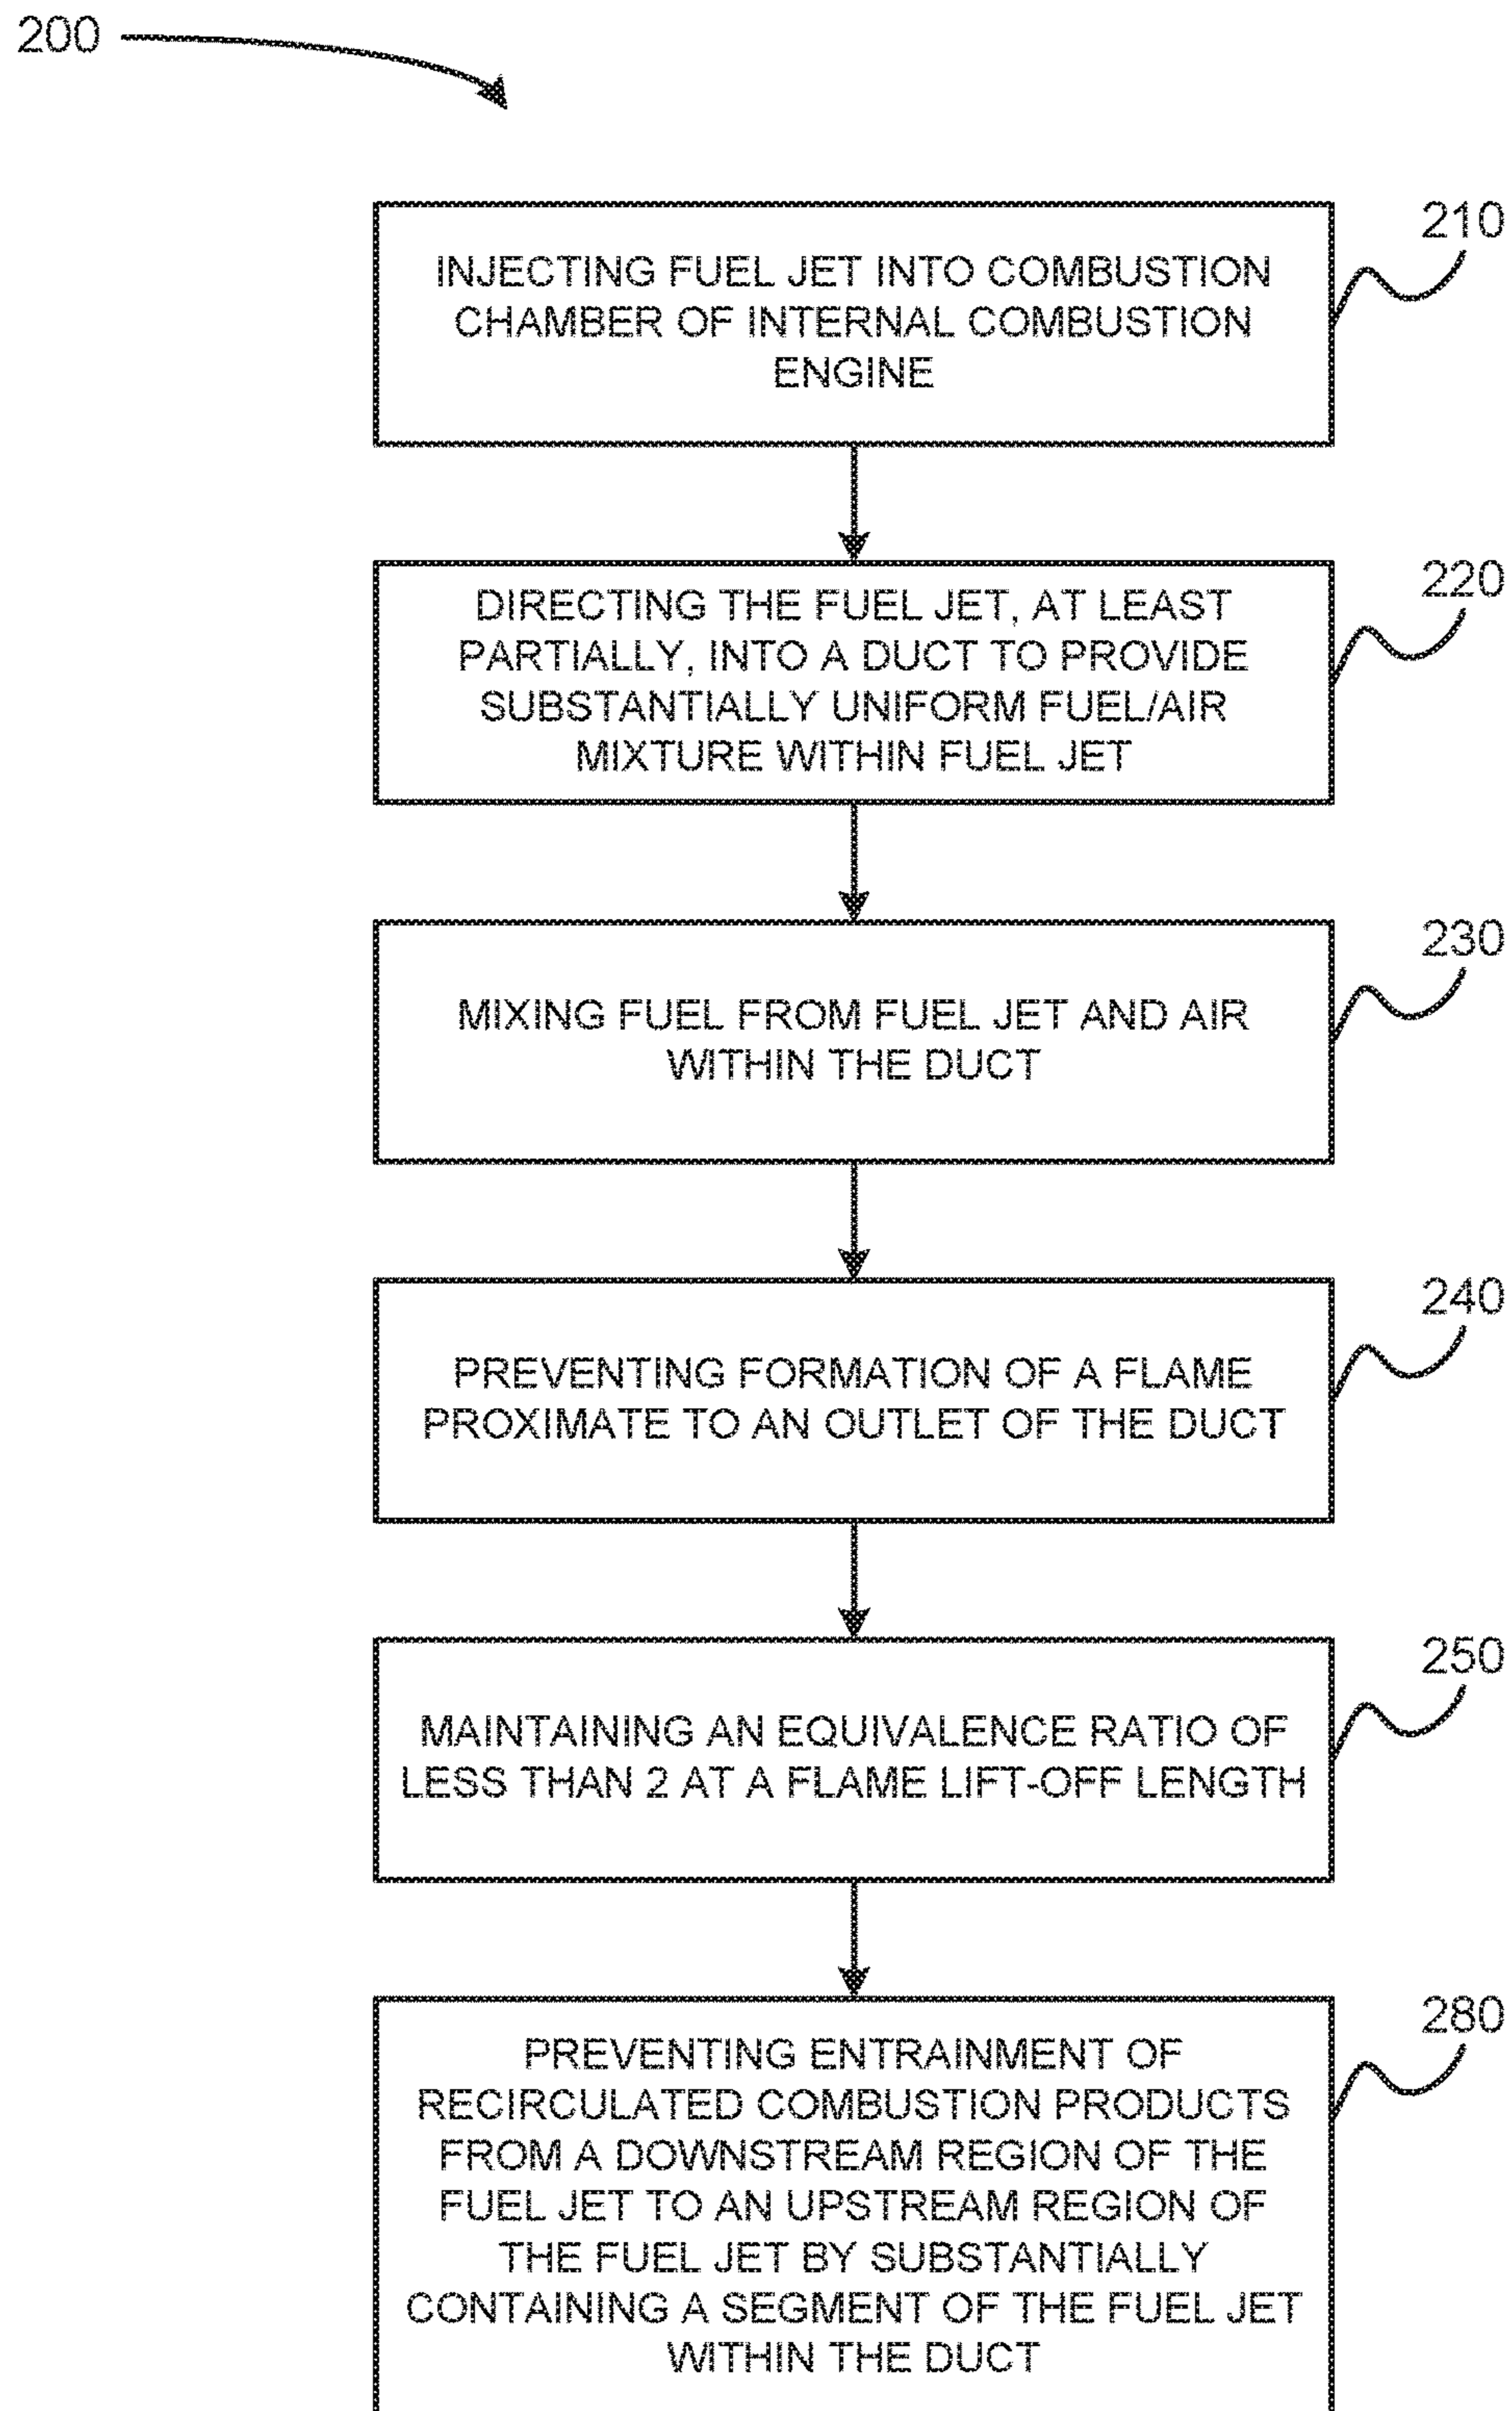 200
210
INJECTING FUEL JET INTO COMBUSTION
CHAMBER OF INTERNAL COMBUSTION
ENGINE
220
DIRECTING THE FUEL JET, AT LEAST
PARTIALLY, INTO A DUCT TO PROVIDE
SUBSTANTIALLY UNIFORM FUEL/AIR
MIXTURE WITHIN FUEL JET
230
MIXING FUEL FROM FUEL JET AND AIR
WITHIN THE DUCT
240
PREVENTING FORMATION OF A FLAME
PROXIMATE TO AN OUTLET OF THE DUCT
250
MAINTAINING AN EQUIVALENCE RATIO OF
LESS THAN 2 AT A FLAME LIFT-OFF LENGTH
280
PREVENTING ENTRAINMENT OF
RECIRCULATED COMBUSTION PRODUCTS
FROM A DOWNSTREAM REGION OF THE
FUEL JET TO AN UPSTREAM REGION OF
THE FUEL JET BY SUBSTANTIALLY
CONTAINING A SEGMENT OF THE FUEL JET
WITHIN THE DUCT